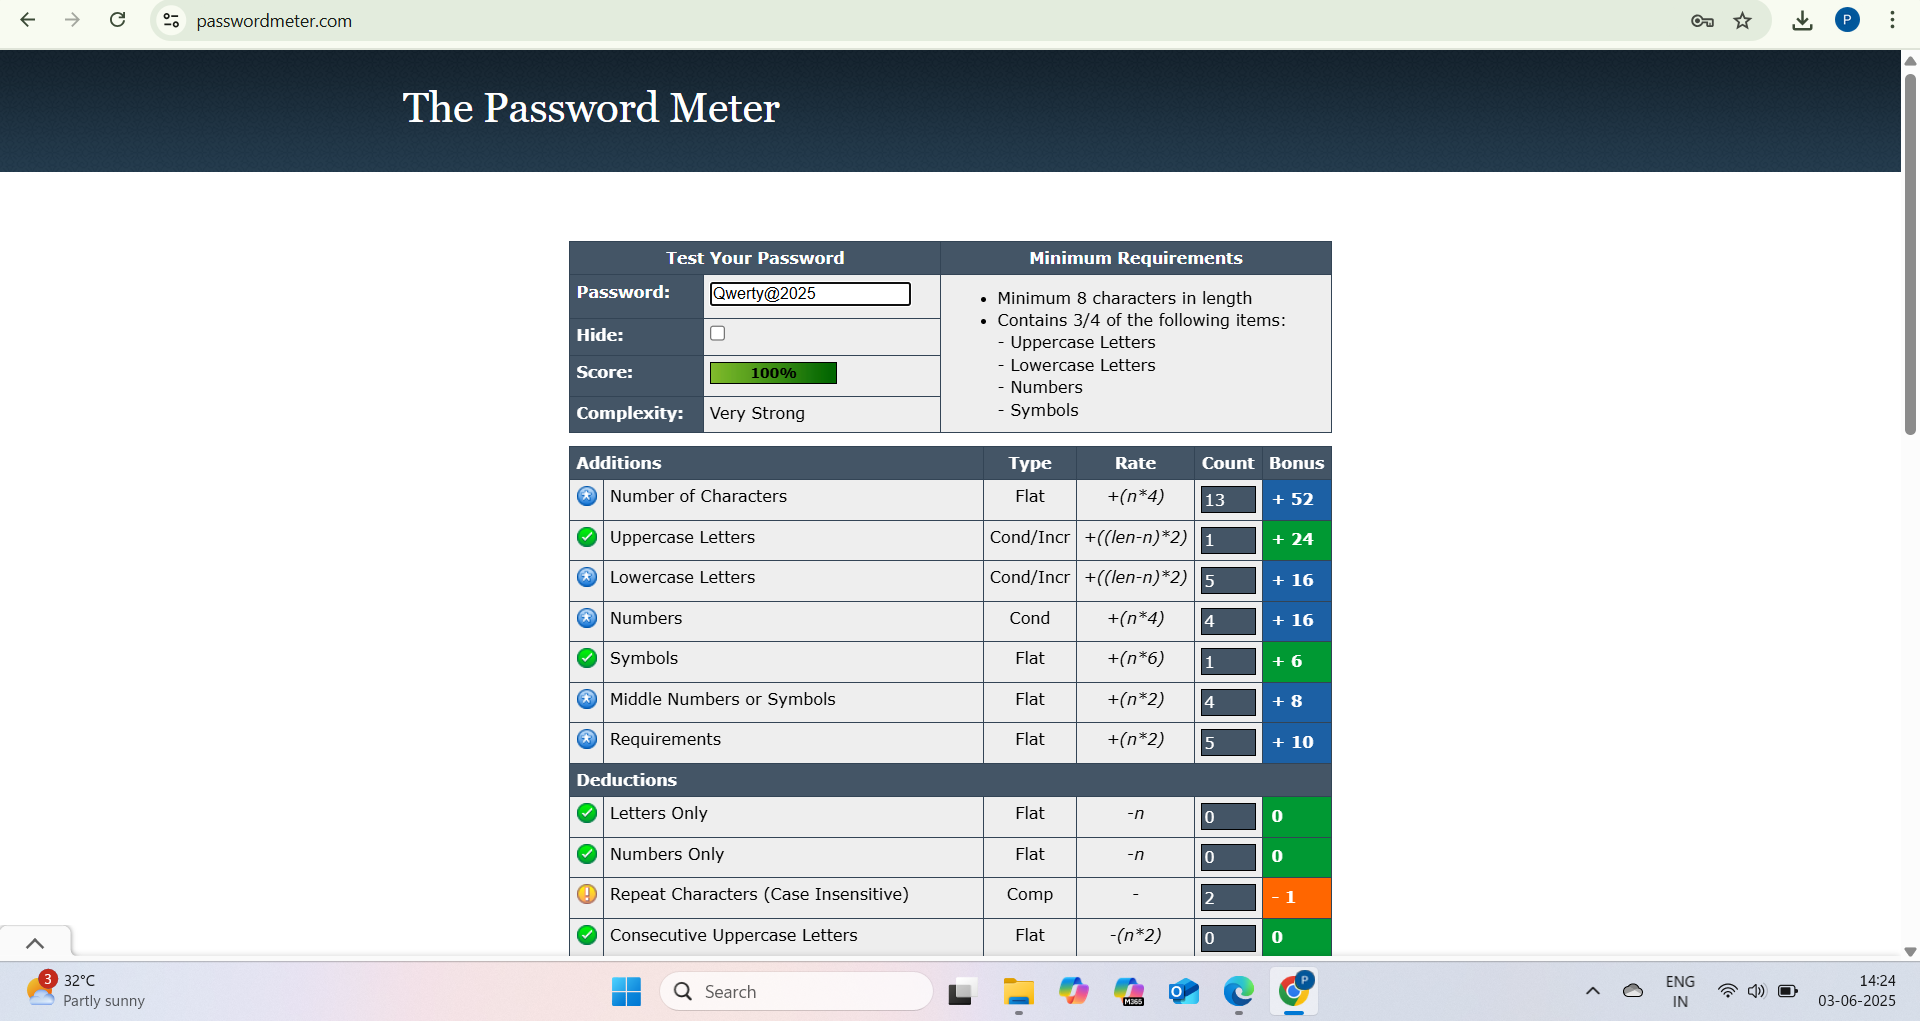 passwordmeter.com
P
The Password Meter
Test Your Password
Minimum Requirements
Password: Qwerty@2025
Hide:
Score: 100%
Complexity: Very Strong
• Minimum 8 characters in length
• Contains 3/4 of the following items:
- Uppercase Letters
- Lowercase Letters
- Numbers
- Symbols
Additions Type Rate Count Bonus
Number of Characters Flat +(n*4) 13 + 52
Uppercase Letters Cond/Incr +((len-n)*2) 1 + 24
Lowercase Letters Cond/Incr +((len-n)*2) 5 + 16
Numbers Cond +(n*4) 4 + 16
Symbols Flat +(n*6) 1 + 6
Middle Numbers or Symbols Flat +(n*2) 4 + 8
Requirements Flat +(n*2) 5 + 10
Deductions
Letters Only Flat -n 0 0
Numbers Only Flat -n 0 0
Repeat Characters (Case Insensitive) Comp - 2 - 1
Consecutive Uppercase Letters Flat -(n*2) 0 0
3
32°C
Partly sunny
Search
M365
P
ENG
IN
14:24
03-06-2025